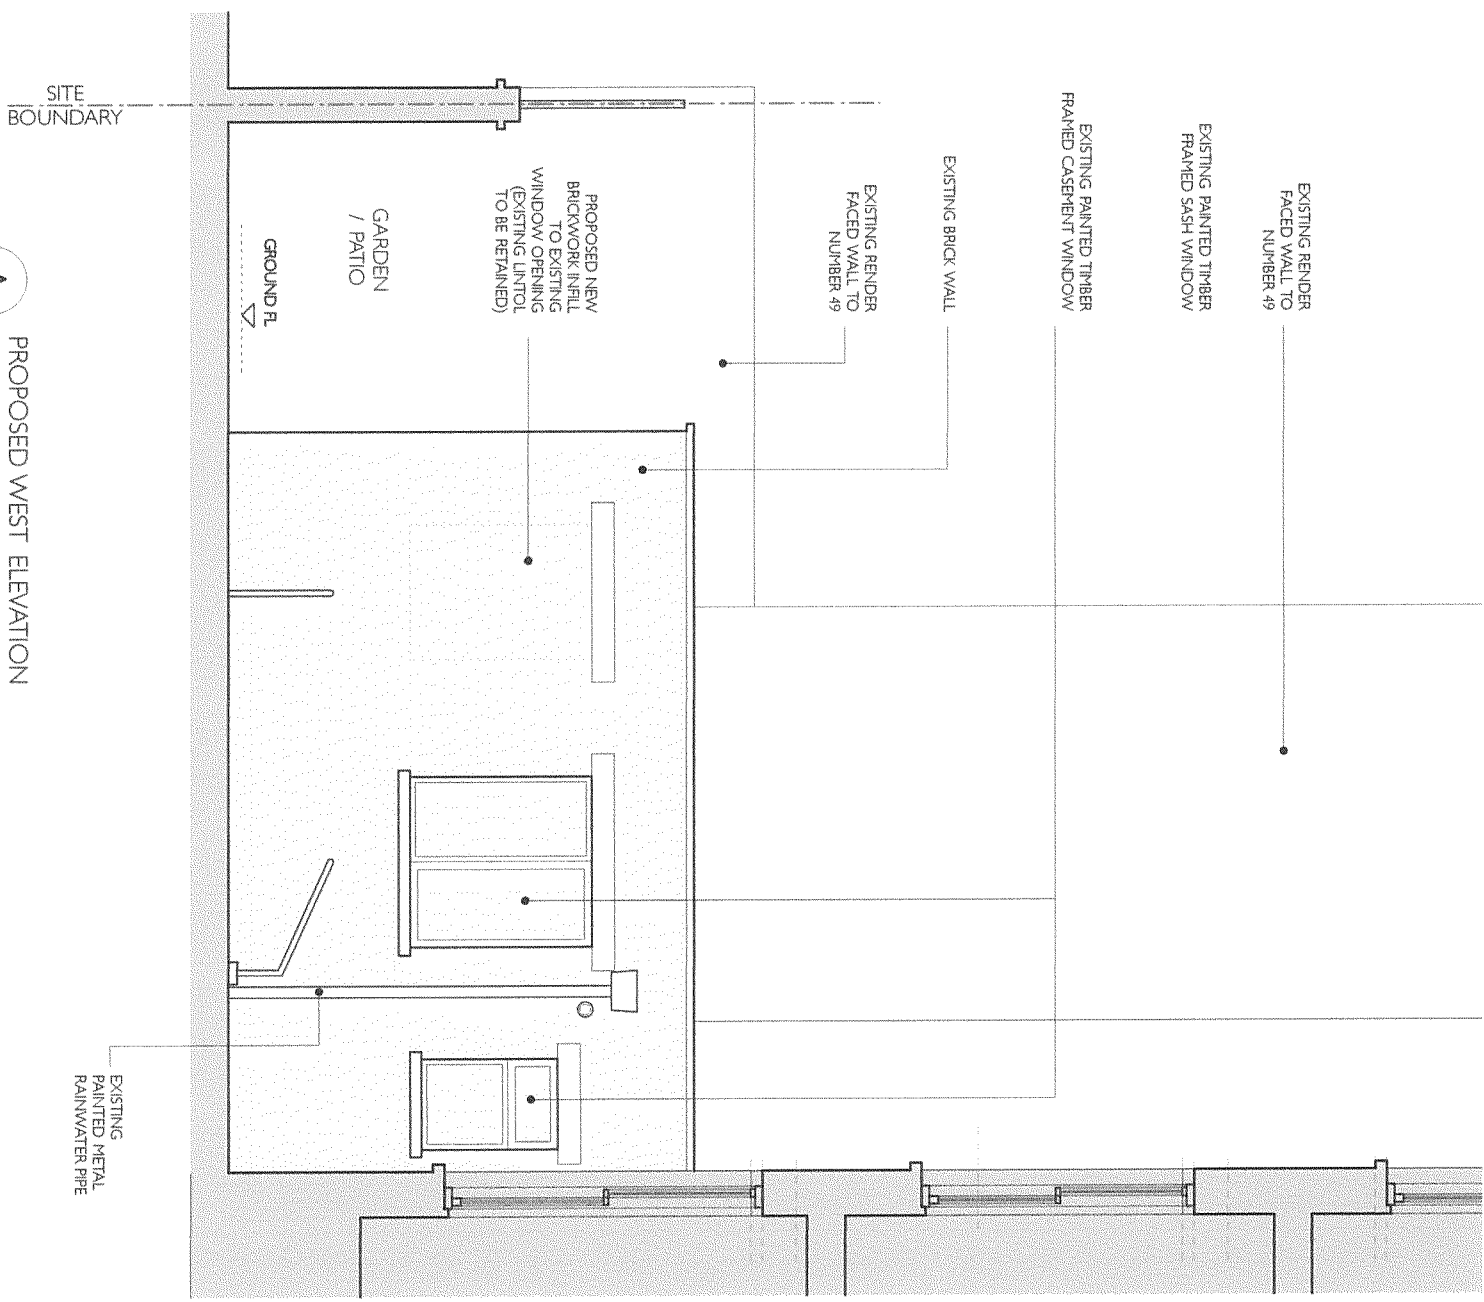 SITE
BOUNDARY
EXISTING RENDER
FACED WALL TO
NUMBER 49
EXISTING PAINTED TIMBER
FRAMED SASH WINDOW
EXISTING PAINTED TIMBER
FRAMED CASEMENT WINDOW
EXISTING BRICK WALL
EXISTING RENDER
FACED WALL TO
NUMBER 49
PROPOSED NEW
BRICKWORK INFILL
TO EXISTING
WINDOW OPENING
(EXISTING LINTOL
TO BE RETAINED)
GARDEN
/ PATIO
GROUND FL
EXISTING
PAINTED METAL
RAINWATER PIPE
PROPOSED WEST ELEVATION